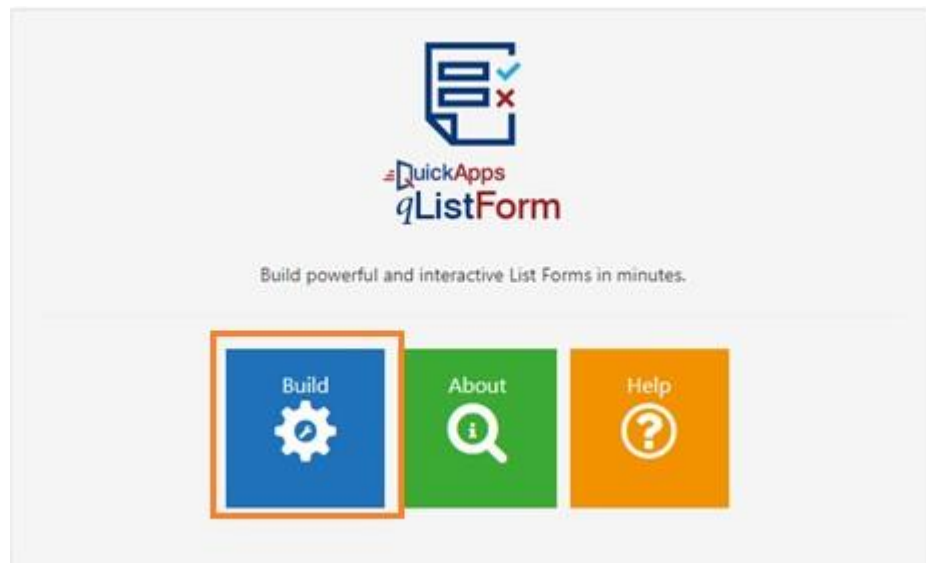 QuickApps
qListForm
Build powerful and interactive List Forms in minutes.
Build
About
Help